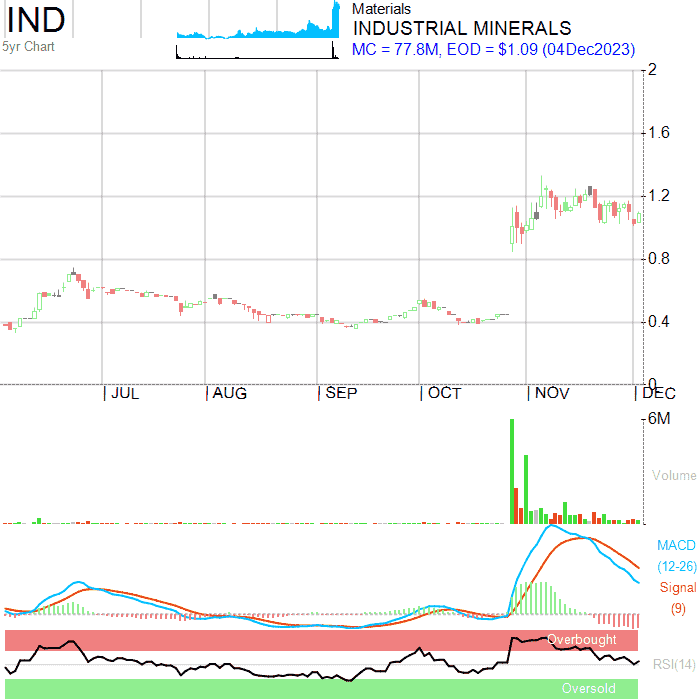 IND
5yr Chart
Materials
INDUSTRIAL MINERALS
MC = 77.8M, EOD = $1.09 (04Dec2023)
2
1.6
1.2
0.8
0.4
0
JUL AUG SEP OCT NOV DEC
6M
Volume
MACD
(12-26)
Signal
(9)
Overbought
RSI(14)
Oversold